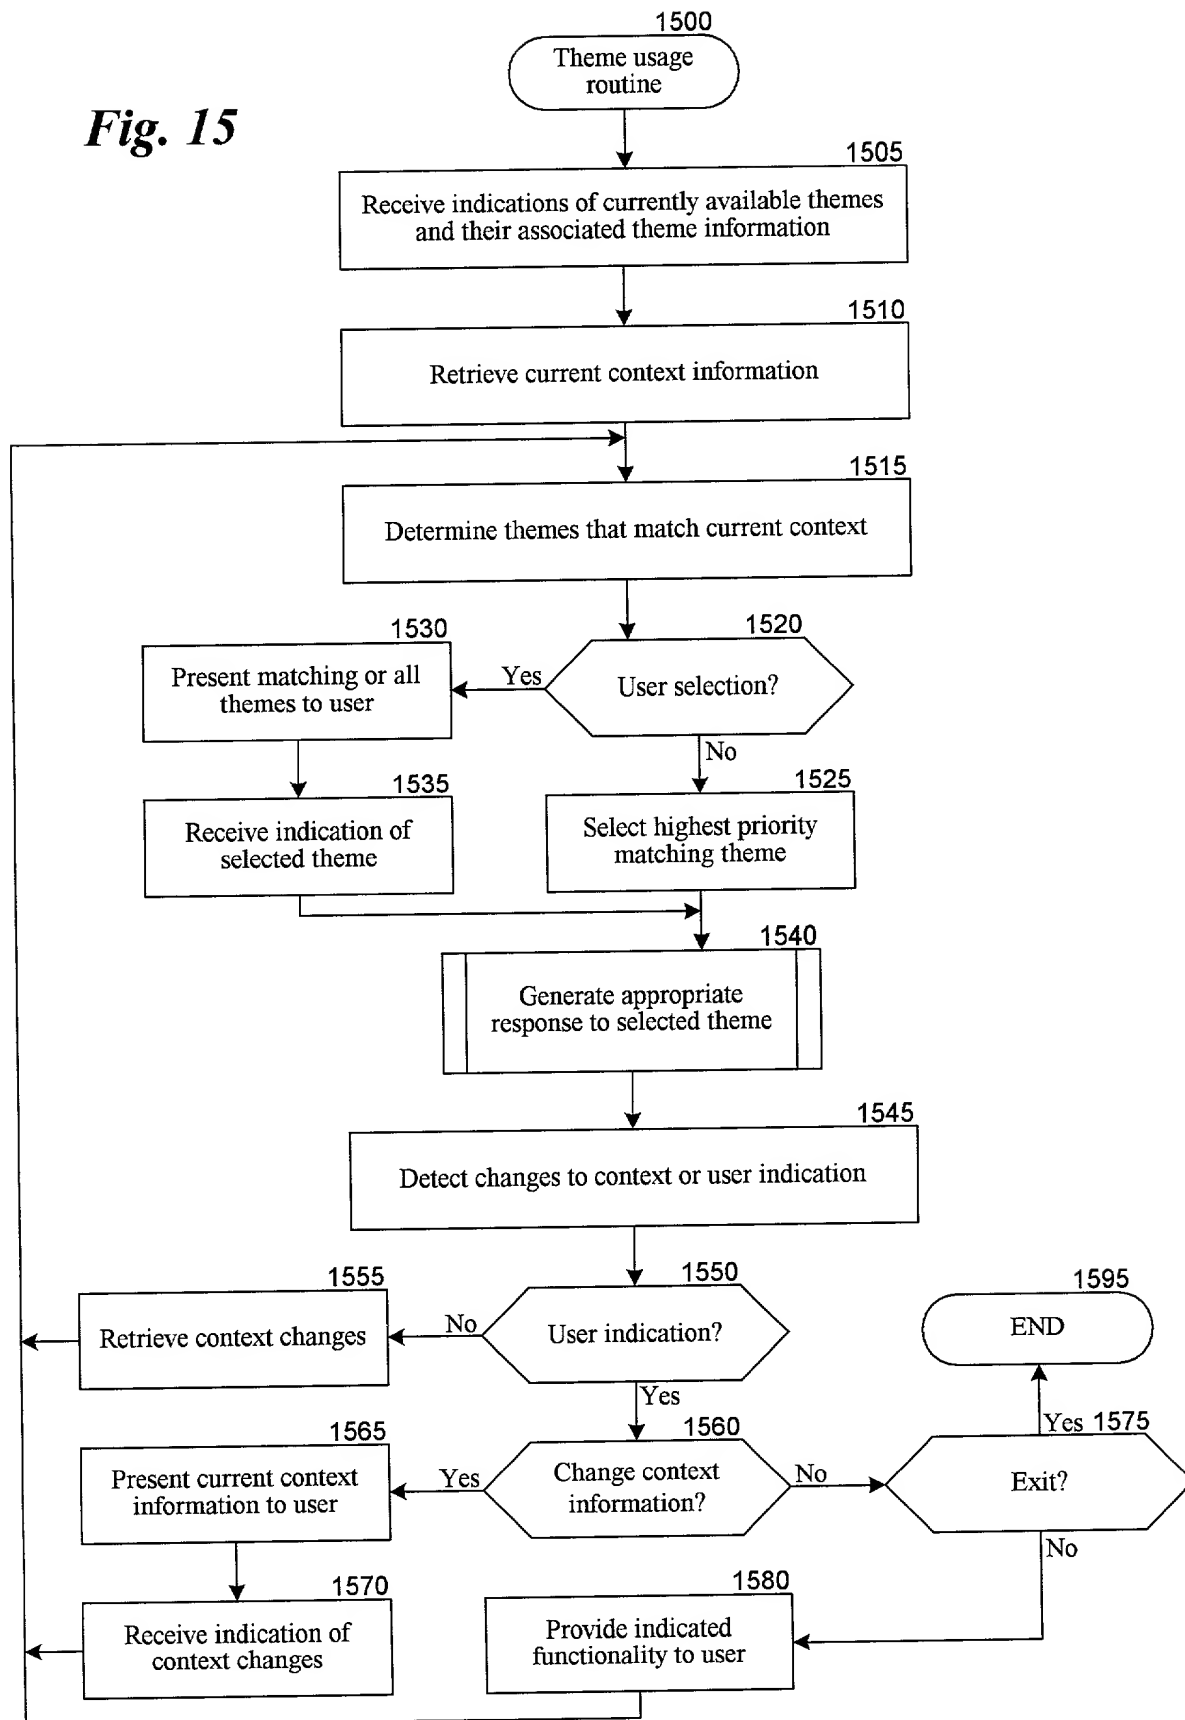 1500
Theme usage
routine
Fig. 15
1505
Receive indications of currently available themes
and their associated theme information
1510
Retrieve current context information
1515
Determine themes that match current context
1530
1520
Present matching or all
themes to user
Yes
User selection?
No
1535
1525
Receive indication of
selected theme
Select highest priority
matching theme
1540
Generate appropriate
response to selected theme
1545
Detect changes to context or user indication
1555
1550
1595
Retrieve context changes
No
User indication?
END
Yes
1565
1560
Yes 1575
Present current context
information to user
Yes
Change context
information?
No
Exit?
No
1570
1580
Receive indication of
context changes
Provide indicated
functionality to user